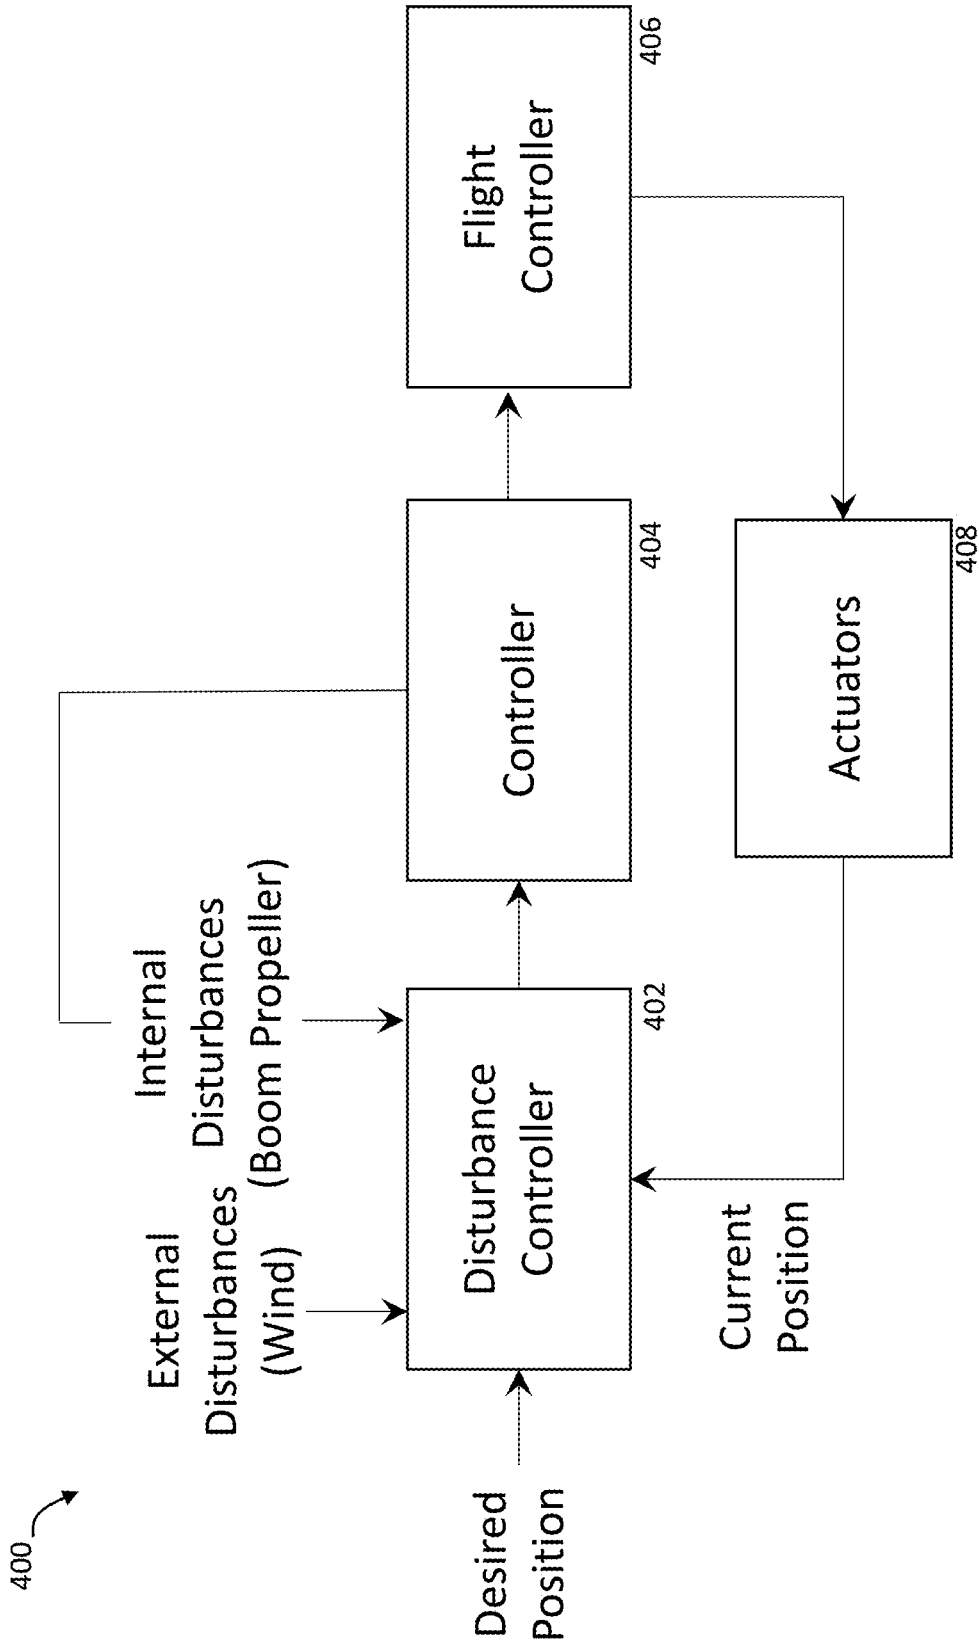 400
External
Disturbances
(Wind)
Internal
Disturbances
(Boom Propeller)
Desired
Position
Disturbance
Controller
402
Controller
404
Flight
Controller
406
Current
Position
Actuators
408